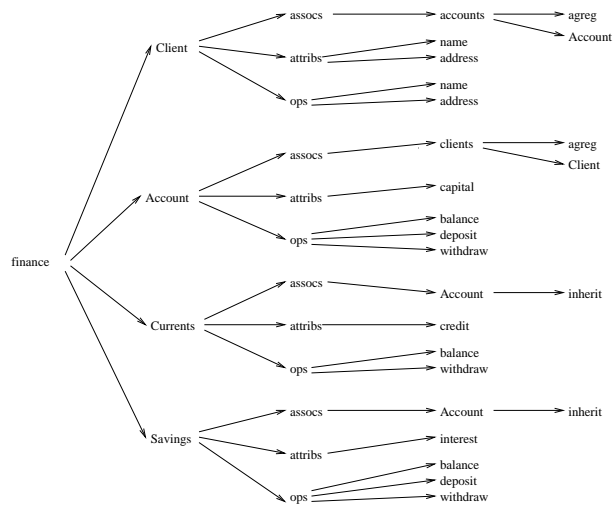 finance
Client
assocs
accounts
agreg
Account
attribs
name
address
ops
name
address
Account
assocs
clients
agreg
Client
attribs
capital
ops
balance
deposit
withdraw
Currents
assocs
Account
inherit
attribs
credit
ops
balance
withdraw
Savings
assocs
Account
inherit
attribs
interest
ops
balance
deposit
withdraw